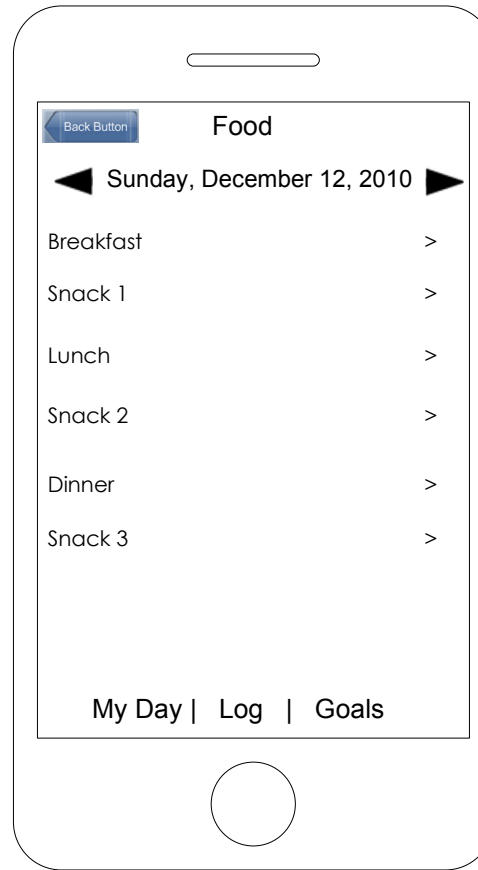 Back Button Food
Sunday, December 12, 2010
Breakfast >
Snack 1 >
Lunch >
Snack 2 >
Dinner >
Snack 3 >
My Day | Log | Goals